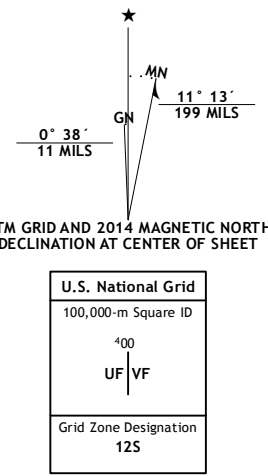 MN
GN
11° 13´
199 MILS
0° 38´
11 MILS
TM GRID AND 2014 MAGNETIC NORTH
DECLINATION AT CENTER OF SHEET
U.S. National Grid
100,000-m Square ID
⁴00
UF VF
Grid Zone Designation
12S